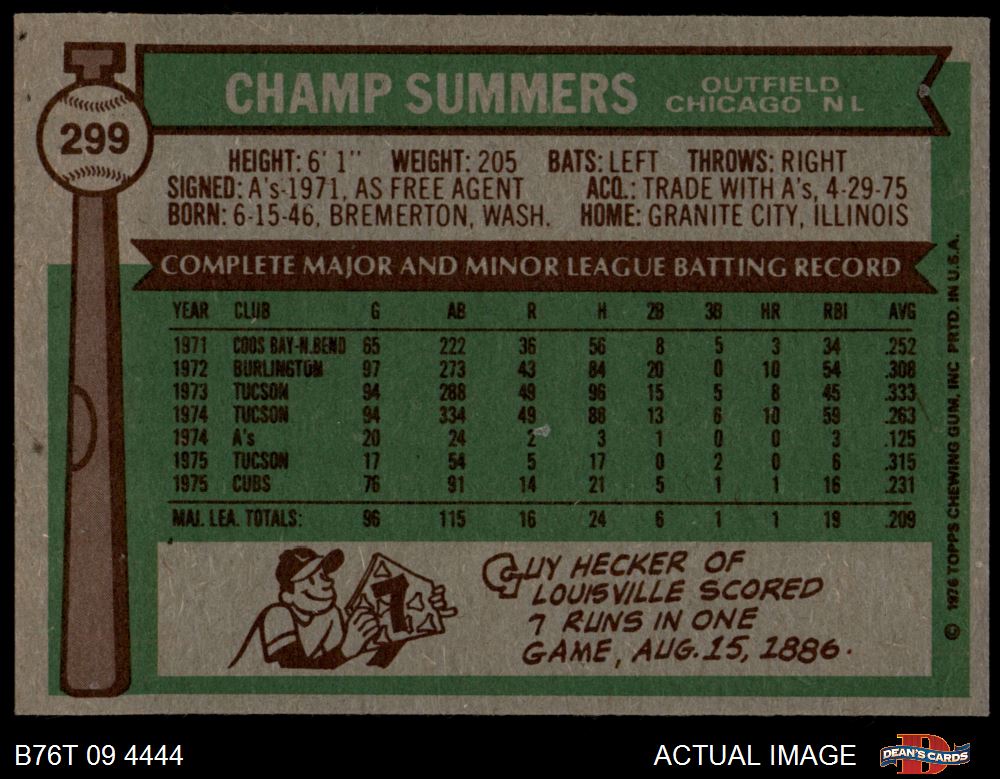 299
CHAMP SUMMERS
OUTFIELD
CHICAGO N L
HEIGHT: 6' 1" WEIGHT: 205 BATS: LEFT THROWS: RIGHT
SIGNED: A's-1971, AS FREE AGENT ACQ.: TRADE WITH A's, 4-29-75
BORN: 6-15-46, BREMERTON, WASH. HOME: GRANITE CITY, ILLINOIS
COMPLETE MAJOR AND MINOR LEAGUE BATTING RECORD
YEAR CLUB G AB R H 2B 3B HR RBI AVG
1971 COOS BAY-N.BEND 65 222 36 56 8 5 3 34 .252
1972 BURLINGTON 97 273 43 84 20 0 10 54 .308
1973 TUCSON 94 288 49 96 15 5 8 45 .333
1974 TUCSON 94 334 49 88 13 6 10 59 .263
1974 A's 20 24 2 3 1 0 0 3 .125
1975 TUCSON 17 54 5 17 0 2 0 6 .315
1975 CUBS 76 91 14 21 5 1 1 16 .231
MAJ. LEA. TOTALS: 96 115 16 24 6 1 1 19 .209
7
GUY HECKER OF
LOUISVILLE SCORED
7 RUNS IN ONE
GAME, AUG. 15, 1886.
© 1976 TOPPS CHEWING GUM, INC PRTD. IN U.S.A.
B76T 09 4444
ACTUAL IMAGE
DEAN'S CARDS